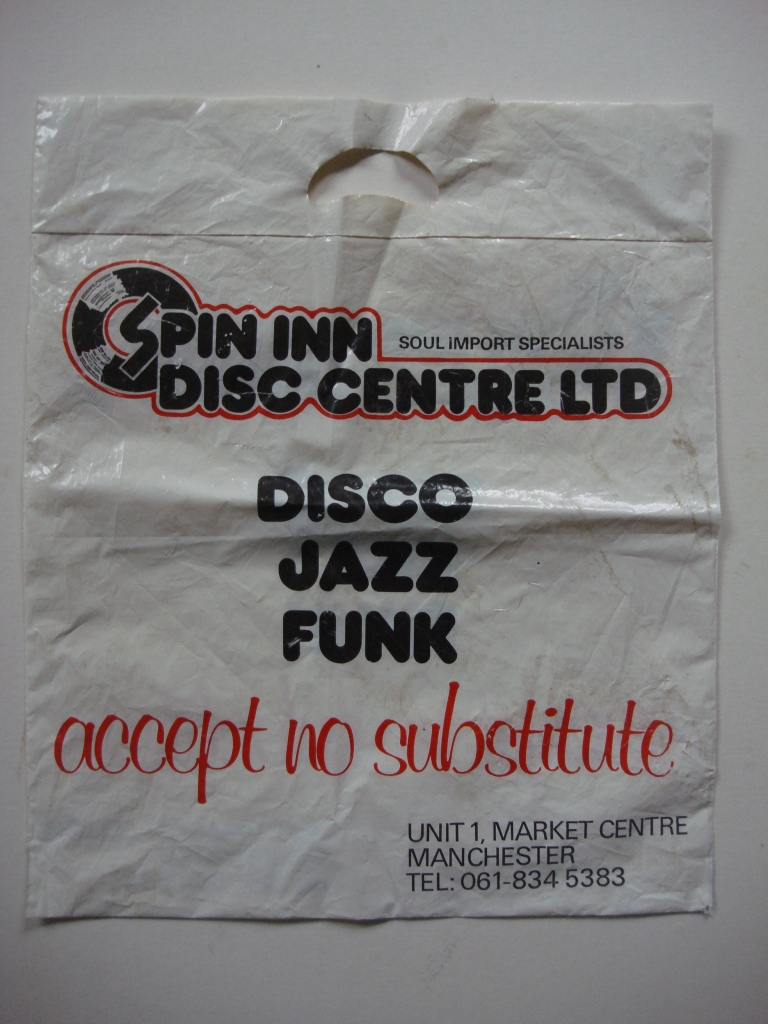 SPIN INN
SOUL IMPORT SPECIALISTS
DISC CENTRE LTD
DISCO
JAZZ
FUNK
accept no substitute
UNIT 1, MARKET CENTRE
MANCHESTER
TEL: 061-834 5383